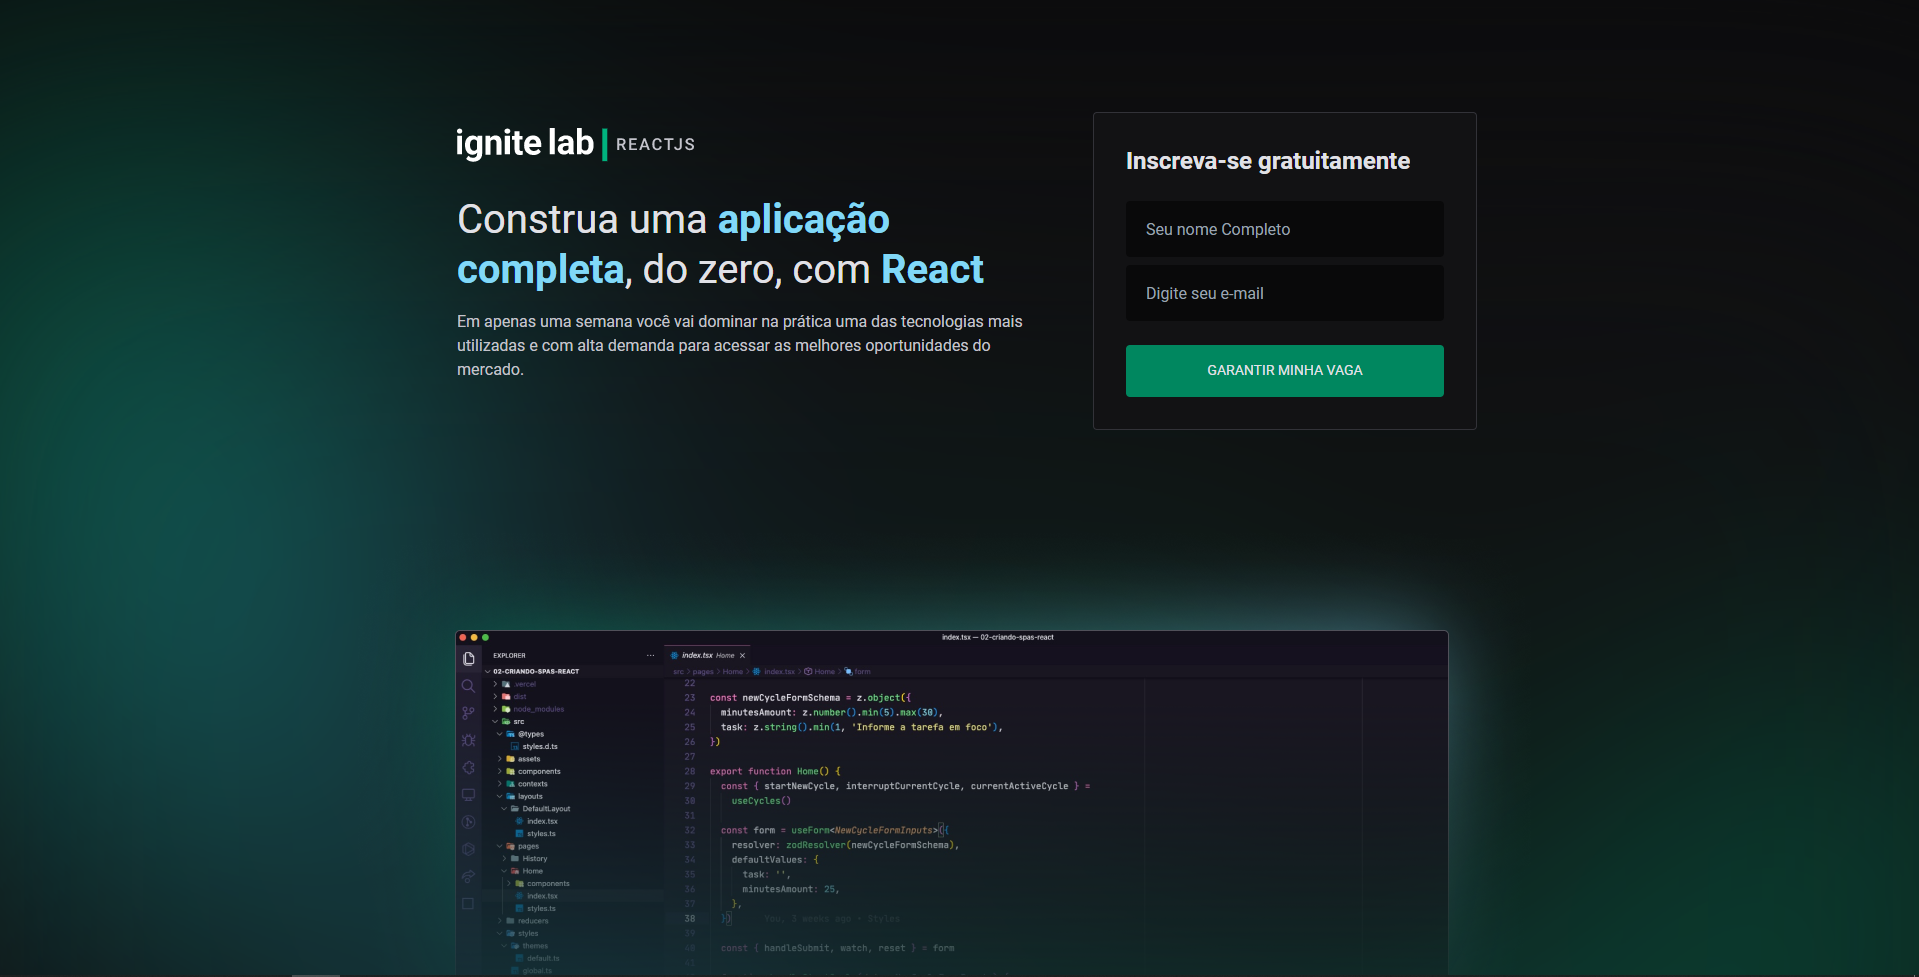 ignite lab | REACTJS
Construa uma aplicação
completa, do zero, com React
Em apenas uma semana você vai dominar na prática uma das tecnologias mais
utilizadas e com alta demanda para acessar as melhores oportunidades do
mercado.
Inscreva-se gratuitamente
Seu nome Completo
Digite seu e-mail
GARANTIR MINHA VAGA
index.tsx — 02-criando-spas-react
EXPLORER
02-CRIANDO-SPAS-REACT
.vercel
dist
node_modules
src
@types
styles.d.ts
assets
components
contexts
layouts
DefaultLayout
index.tsx
styles.ts
pages
History
Home
components
index.tsx
styles.ts
reducers
styles
themes
default.ts
global.ts
index.tsx Home
src > pages > Home > index.tsx > Home > form
22
23 const newCycleFormSchema = z.object({
24 minutesAmount: z.number().min(5).max(30),
25 task: z.string().min(1, 'Informe a tarefa em foco'),
26 })
27
28 export function Home() {
29 const { startNewCycle, interruptCurrentCycle, currentActiveCycle } =
30 useCycles()
31
32 const form = useForm<NewCycleFormInputs>({
33 resolver: zodResolver(newCycleFormSchema),
34 defaultValues: {
35 task: '',
36 minutesAmount: 25,
37 },
38 }) You, 3 weeks ago • Styles
39
40 const { handleSubmit, watch, reset } = form
41